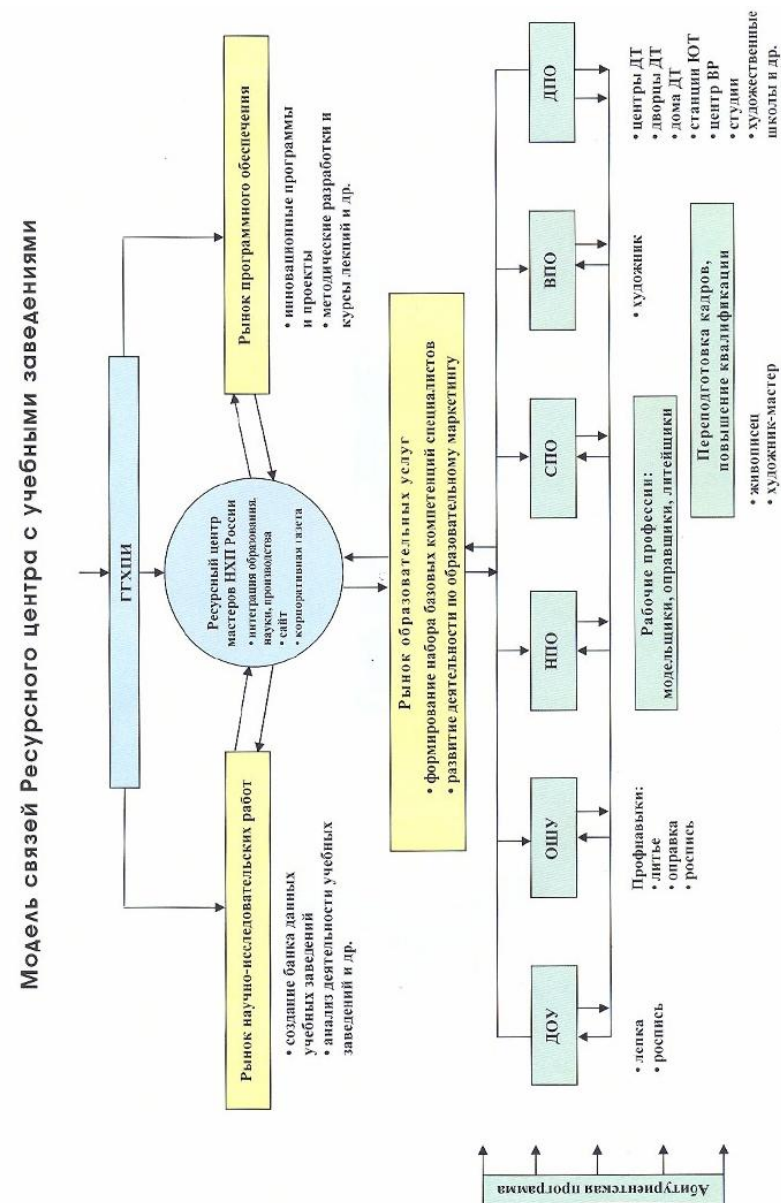 Модель связей Ресурсного центра с учебными заведениями
ГГХПИ
Рынок научно-исследовательских работ
• создание банка данных
учебных заведений
• анализ деятельности учебных
заведений и др.
Ресурсный центр
мастеров НХП России
• интеграция образования,
науки, производства
• сайт
• корпоративная газета
Рынок программного обеспечения
• инновационные программы
и проекты
• методические разработки и
курсы лекций и др.
Рынок образовательных услуг
• формирование набора базовых компетенций специалистов
• развитие деятельности по образовательному маркетингу
Абитуриентская программа
ДОУ
ОШУ
НПО
СПО
ВПО
ДПО
• лепка
• роспись
Профнавыки:
• литье
• оправка
• роспись
Рабочие профессии:
модельщики, оправщики, литейщики
• живописец
• художник-мастер
• художник
Переподготовка кадров,
повышение квалификации
• центры ДТ
• дворцы ДТ
• дома ДТ
• станции ЮТ
• центр ВР
• студии
• художественные
школы и др.